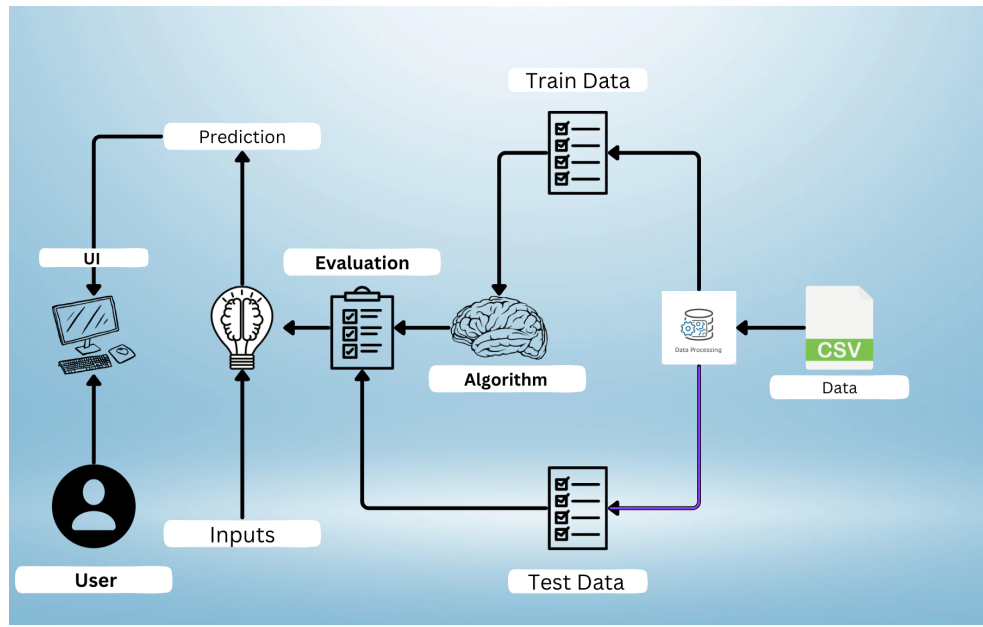 Train Data
Prediction
UI
Evaluation
Data Processing
CSV
Algorithm
Data
Inputs
User
Test Data